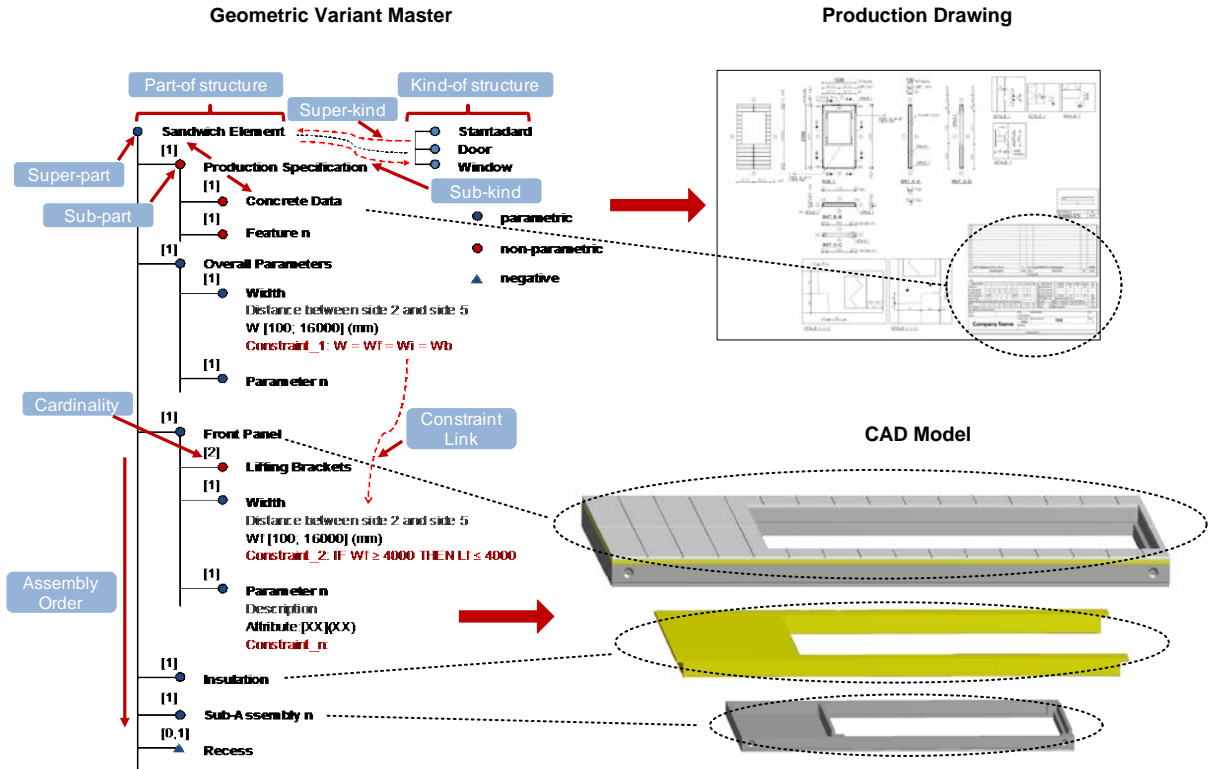 Geometric Variant Master
Production Drawing
Part-of structure
Kind-of structure
Super-kind
Sandwich Element
Stantadard
Door
Window
[1]
Production Specification
Super-part
Sub-kind
[1]
Concrete Data
Sub-part
parametric
[1]
Feature n
non-parametric
[1]
Overall Parameters
negative
[1]
Width
Distance between side 2 and side 5
W [100; 16000] (mm)
Constraint_1: W = Wf = Wi = Wb
Company Name
[1]
Parameter n
Cardinality
[1]
Front Panel
Constraint
Link
CAD Model
[2]
Lifting Brackets
[1]
Width
Distance between side 2 and side 5
Wf [100; 16000] (mm)
Constraint_2: IF Wf ≥ 4000 THEN Lf ≤ 4000
Assembly
Order
[1]
Parameter n
Description
Attribute:[XX](XX)
Constraint_n:
[1]
Insulation
[1]
Sub-Assembly n
[0,1]
Recess